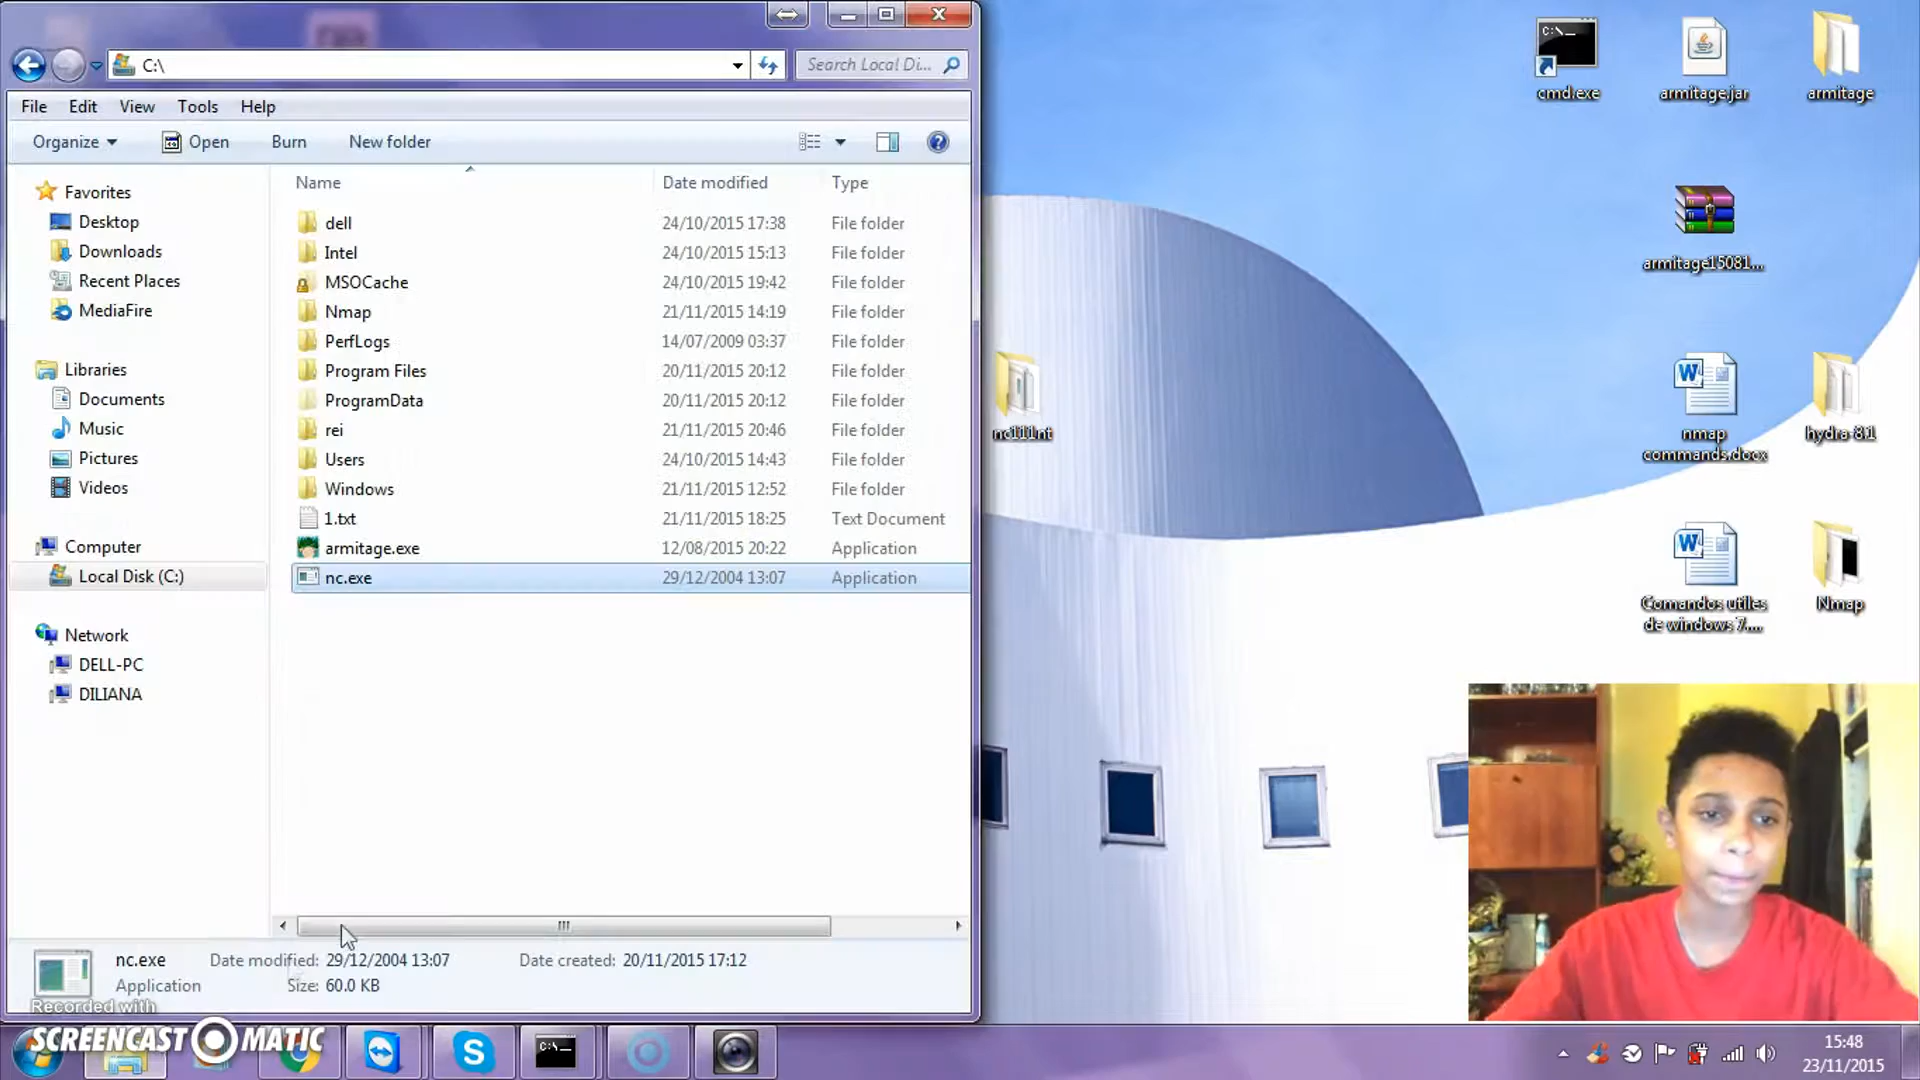 C:\
Search Local Di...
File Edit View Tools Help
Organize Open Burn New folder
Name Date modified Type
Favorites
Desktop
Downloads
Recent Places
MediaFire
Libraries
Documents
Music
Pictures
Videos
Computer
Local Disk (C:)
Network
DELL-PC
DILIANA
dell 24/10/2015 17:38 File folder
Intel 24/10/2015 15:13 File folder
MSOCache 24/10/2015 19:42 File folder
Nmap 21/11/2015 14:19 File folder
PerfLogs 14/07/2009 03:37 File folder
Program Files 20/11/2015 20:12 File folder
ProgramData 20/11/2015 20:12 File folder
rei 21/11/2015 20:46 File folder
Users 24/10/2015 14:43 File folder
Windows 21/11/2015 12:52 File folder
1.txt 21/11/2015 18:25 Text Document
armitage.exe 12/08/2015 20:22 Application
nc.exe 29/12/2004 13:07 Application
nc.exe Date modified: 29/12/2004 13:07 Date created: 20/11/2015 17:12
Application Size: 60.0 KB
C:\_
cmd.exe
armitage.jar
armitage
armitage15081...
nc111nt
nmap
commands.docx
hydra-8.1
Comandos utiles
de windows 7....
Nmap
Recorded with
SCREENCAST MATIC
15:48
23/11/2015